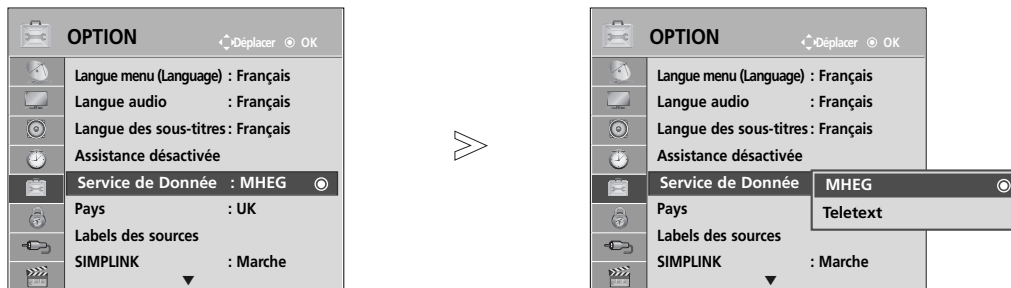 OPTION
Déplacer OK
Langue menu (Language) : Français
Langue audio : Français
Langue des sous-titres : Français
Assistance désactivée
Service de Donnée : MHEG
Pays : UK
Labels des sources
SIMPLINK : Marche
OPTION
Déplacer OK
Langue menu (Language) : Français
Langue audio : Français
Langue des sous-titres : Français
Assistance désactivée
Service de Donnée
MHEG
Teletext
Pays
Labels des sources
SIMPLINK : Marche